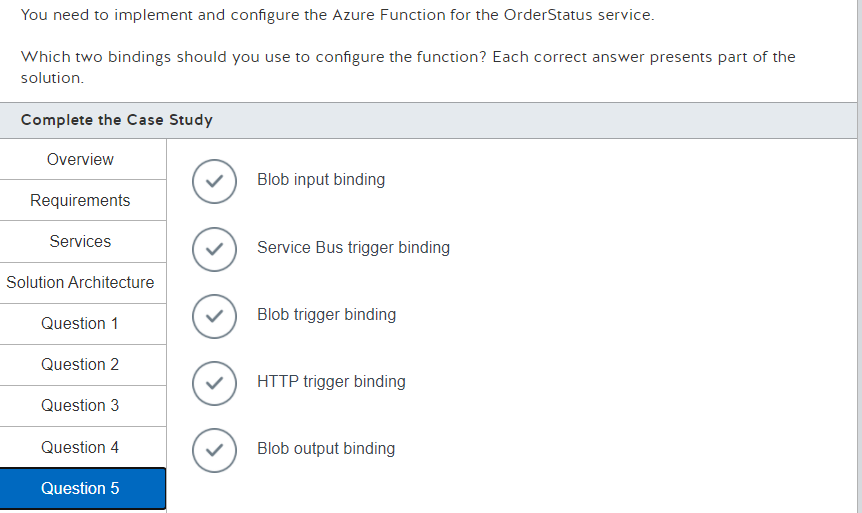 You need to implement and configure the Azure Function for the OrderStatus service.
Which two bindings should you use to configure the function? Each correct answer presents part of the
solution.
Complete the Case Study
Overview
Requirements
Services
Solution Architecture
Question 1
Question 2
Question 3
Question 4
Question 5
Blob input binding
Service Bus trigger binding
Blob trigger binding
HTTP trigger binding
Blob output binding